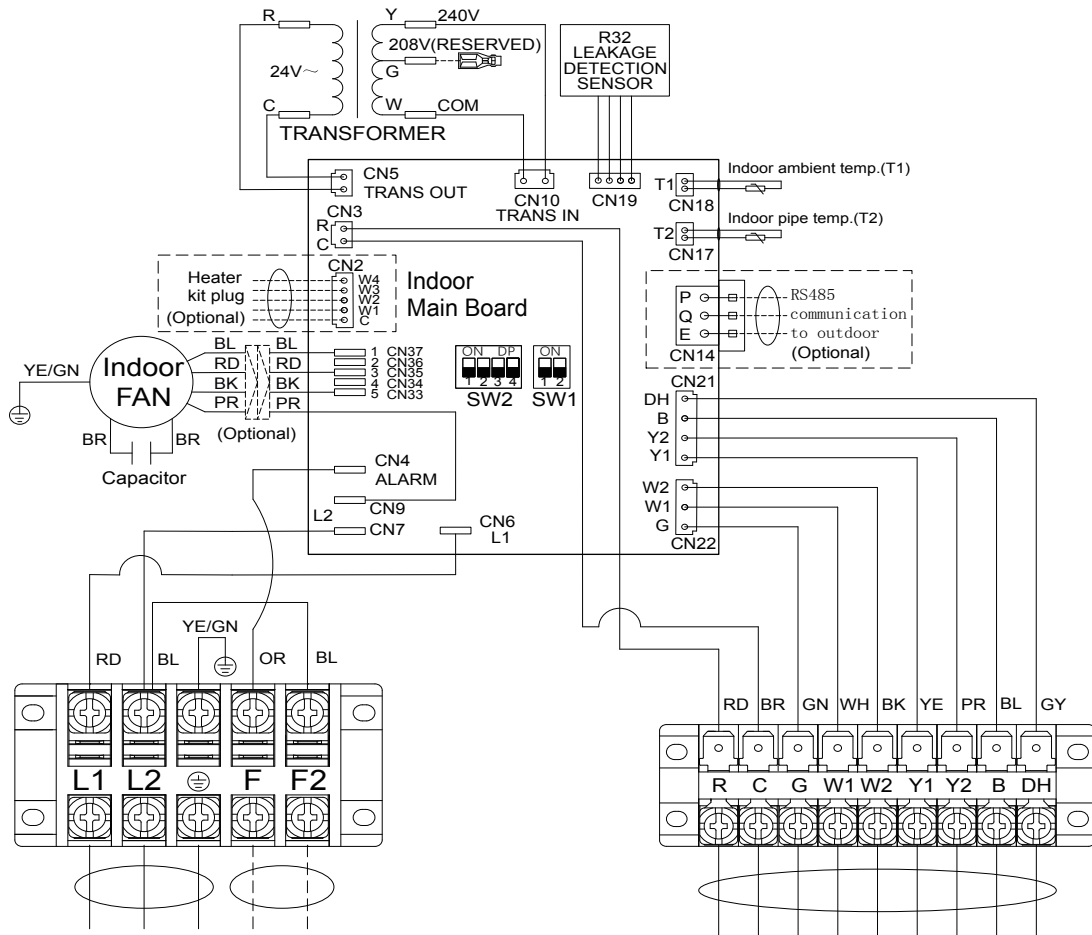 R
Y
240V
208V(RESERVED)
24V~
G
C
W
COM
TRANSFORMER
R32
LEAKAGE
DETECTION
SENSOR
CN5
TRANS OUT
CN10
TRANS IN
CN19
T1
CN18
Indoor ambient temp.(T1)
T2
CN17
Indoor pipe temp.(T2)
CN3
R
C
CN2
W4
W3
W2
W1
C
Heater
kit plug
(Optional)
Indoor
Main Board
P
Q
E
CN14
RS485
communication
to outdoor
(Optional)
YE/GN
Indoor
FAN
BL
RD
BK
PR
BL
RD
BK
PR
(Optional)
1 CN37
2 CN36
3 CN35
4 CN34
5 CN33
BR
BR
Capacitor
ON DP
1 2 3 4
SW2
ON
1 2
SW1
CN21
DH
B
Y2
Y1
W2
W1
G
CN22
CN4
ALARM
CN9
L2
CN7
CN6
L1
RD
BL
YE/GN
OR
BL
L1 L2 F F2
RD BR GN WH BK YE PR BL GY
R C G W1 W2 Y1 Y2 B DH